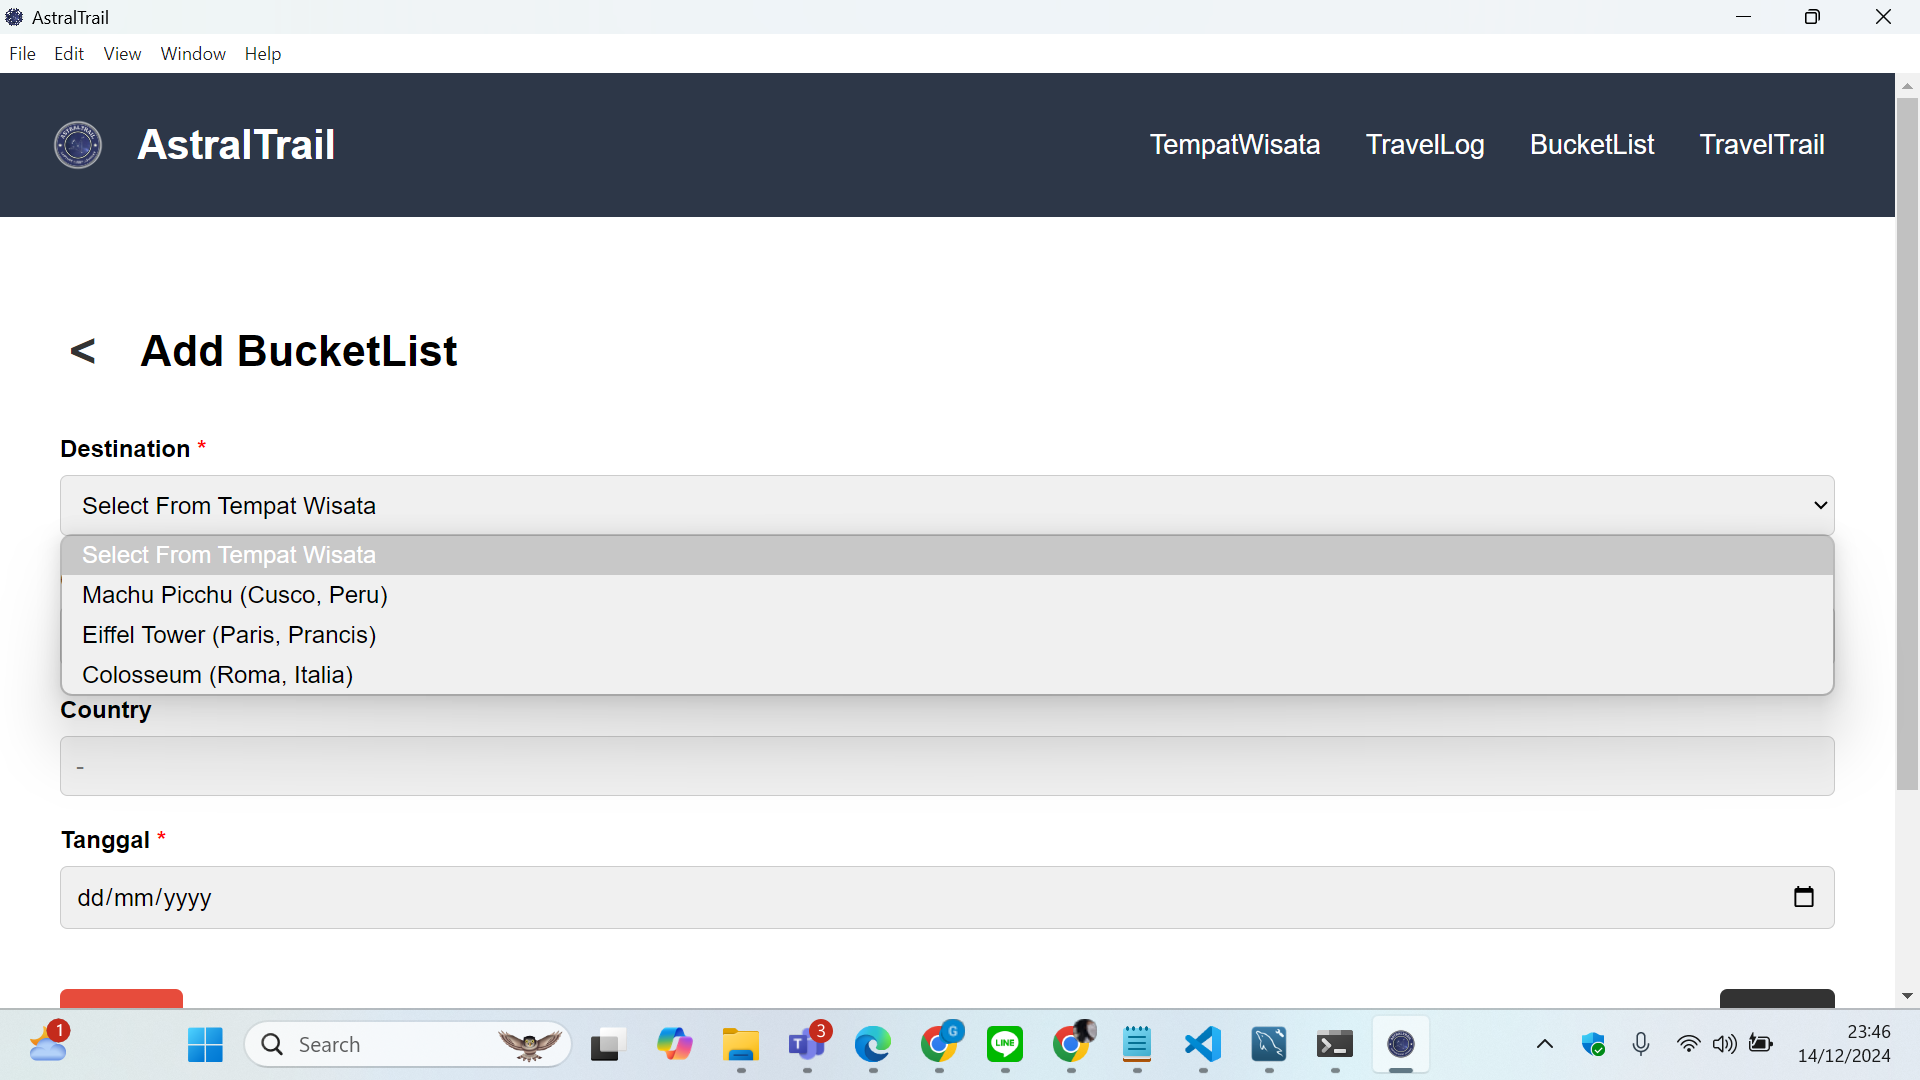 AstralTrail
File Edit View Window Help
AstralTrail TempatWisata TravelLog BucketList TravelTrail
< Add BucketList
Destination *
Select From Tempat Wisata
Select From Tempat Wisata
Machu Picchu (Cusco, Peru)
Eiffel Tower (Paris, Prancis)
Colosseum (Roma, Italia)
Country
-
Tanggal *
dd/mm/yyyy
1
Search
3
G
LINE
23:46
14/12/2024